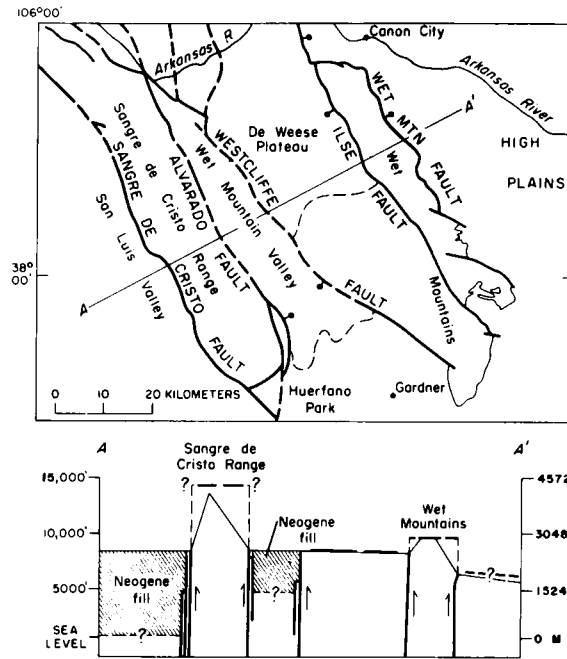 106°00'
Arkansas R
Canon City
Arkansas River
WET MTN FAULT
A'
HIGH PLAINS
De Weese Plateau
ILSE FAULT
Wet Mountains
WESTCLIFFE FAULT
Wet Mountain Valley
Sangre de Cristo Range
ALVARADO FAULT
SANGRE DE CRISTO FAULT
San Luis Valley
38°00'
A
0 10 20 KILOMETERS
Huerfano Park
Gardner
A
A'
Sangre de Cristo Range
15,000'
4572
?
?
Neogene fill
Wet Mountains
10,000'
3048
?
Neogene fill
5000'
?
1524
?
SEA LEVEL
0 M